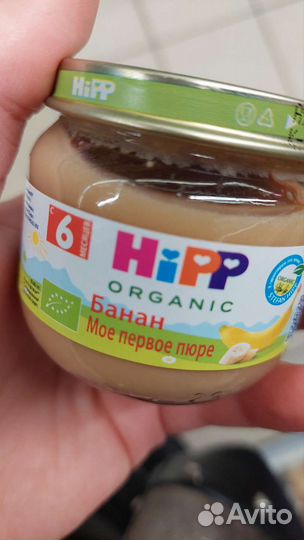 HiPP
с 6 месяцев
HiPP
ORGANIC
Банан
Мое первое пюре
Avito